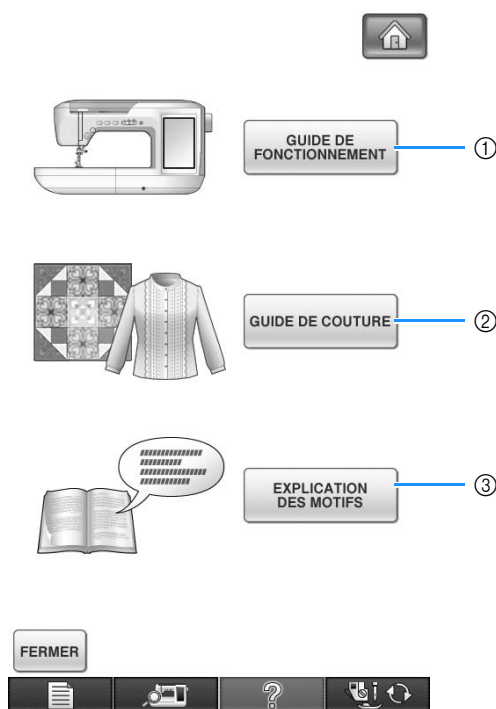 GUIDE DE
FONCTIONNEMENT
①
GUIDE DE COUTURE
②
EXPLICATION
DES MOTIFS
③
FERMER
?